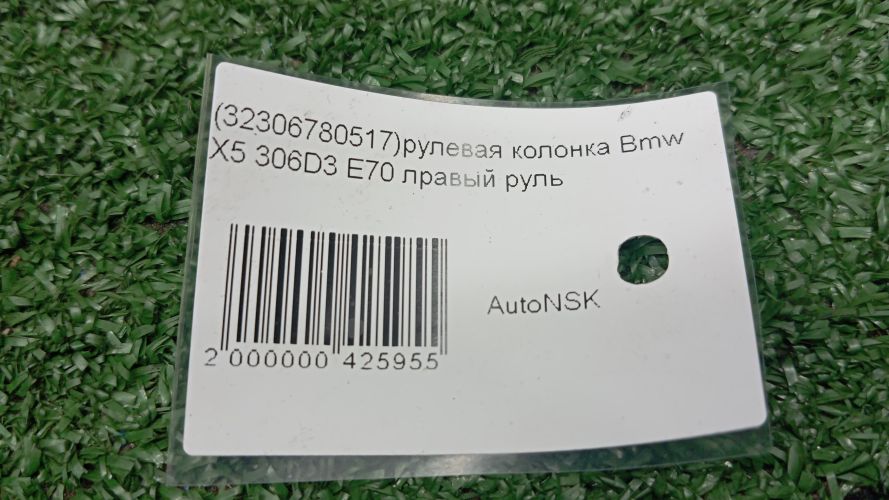 (32306780517)рулевая колонка Bmw
X5 306D3 E70 правый руль
AutoNSK
2 000000 425955